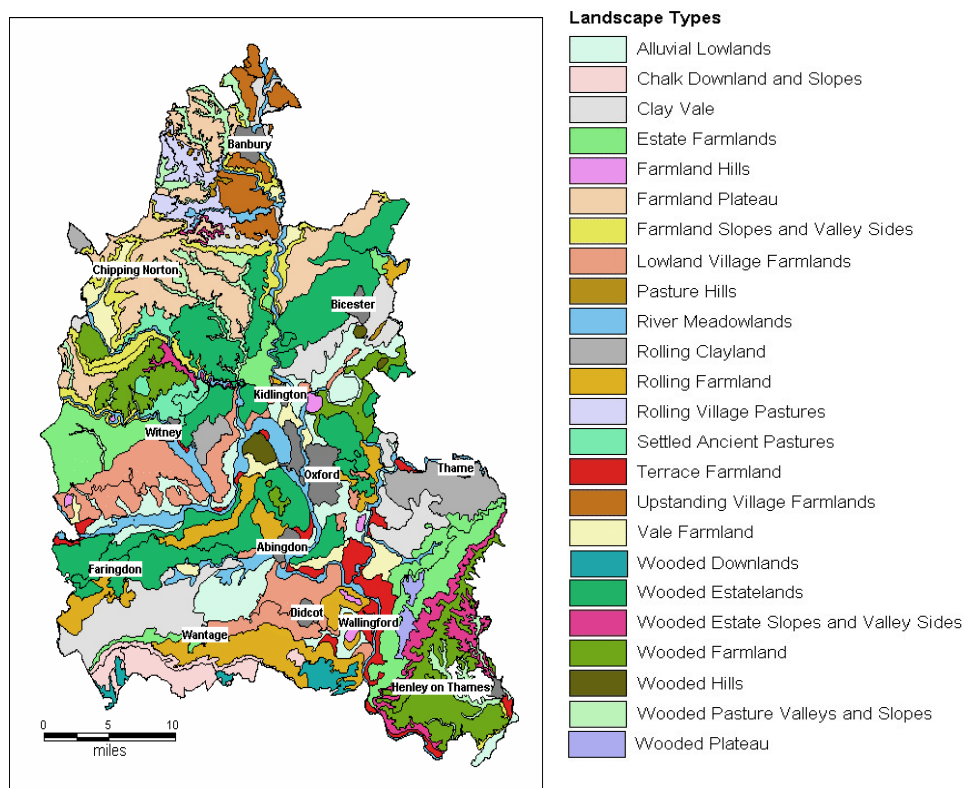 Landscape Types
Alluvial Lowlands
Chalk Downland and Slopes
Clay Vale
Estate Farmlands
Farmland Hills
Farmland Plateau
Farmland Slopes and Valley Sides
Lowland Village Farmlands
Pasture Hills
River Meadowlands
Rolling Clayland
Rolling Farmland
Rolling Village Pastures
Settled Ancient Pastures
Terrace Farmland
Upstanding Village Farmlands
Vale Farmland
Wooded Downlands
Wooded Estatelands
Wooded Estate Slopes and Valley Sides
Wooded Farmland
Wooded Hills
Wooded Pasture Valleys and Slopes
Wooded Plateau
Banbury
Chipping Norton
Bicester
Kidlington
Witney
Oxford
Thame
Abingdon
Faringdon
Didcot
Wallingford
Wantage
Henley on Thames
0 5 10
miles